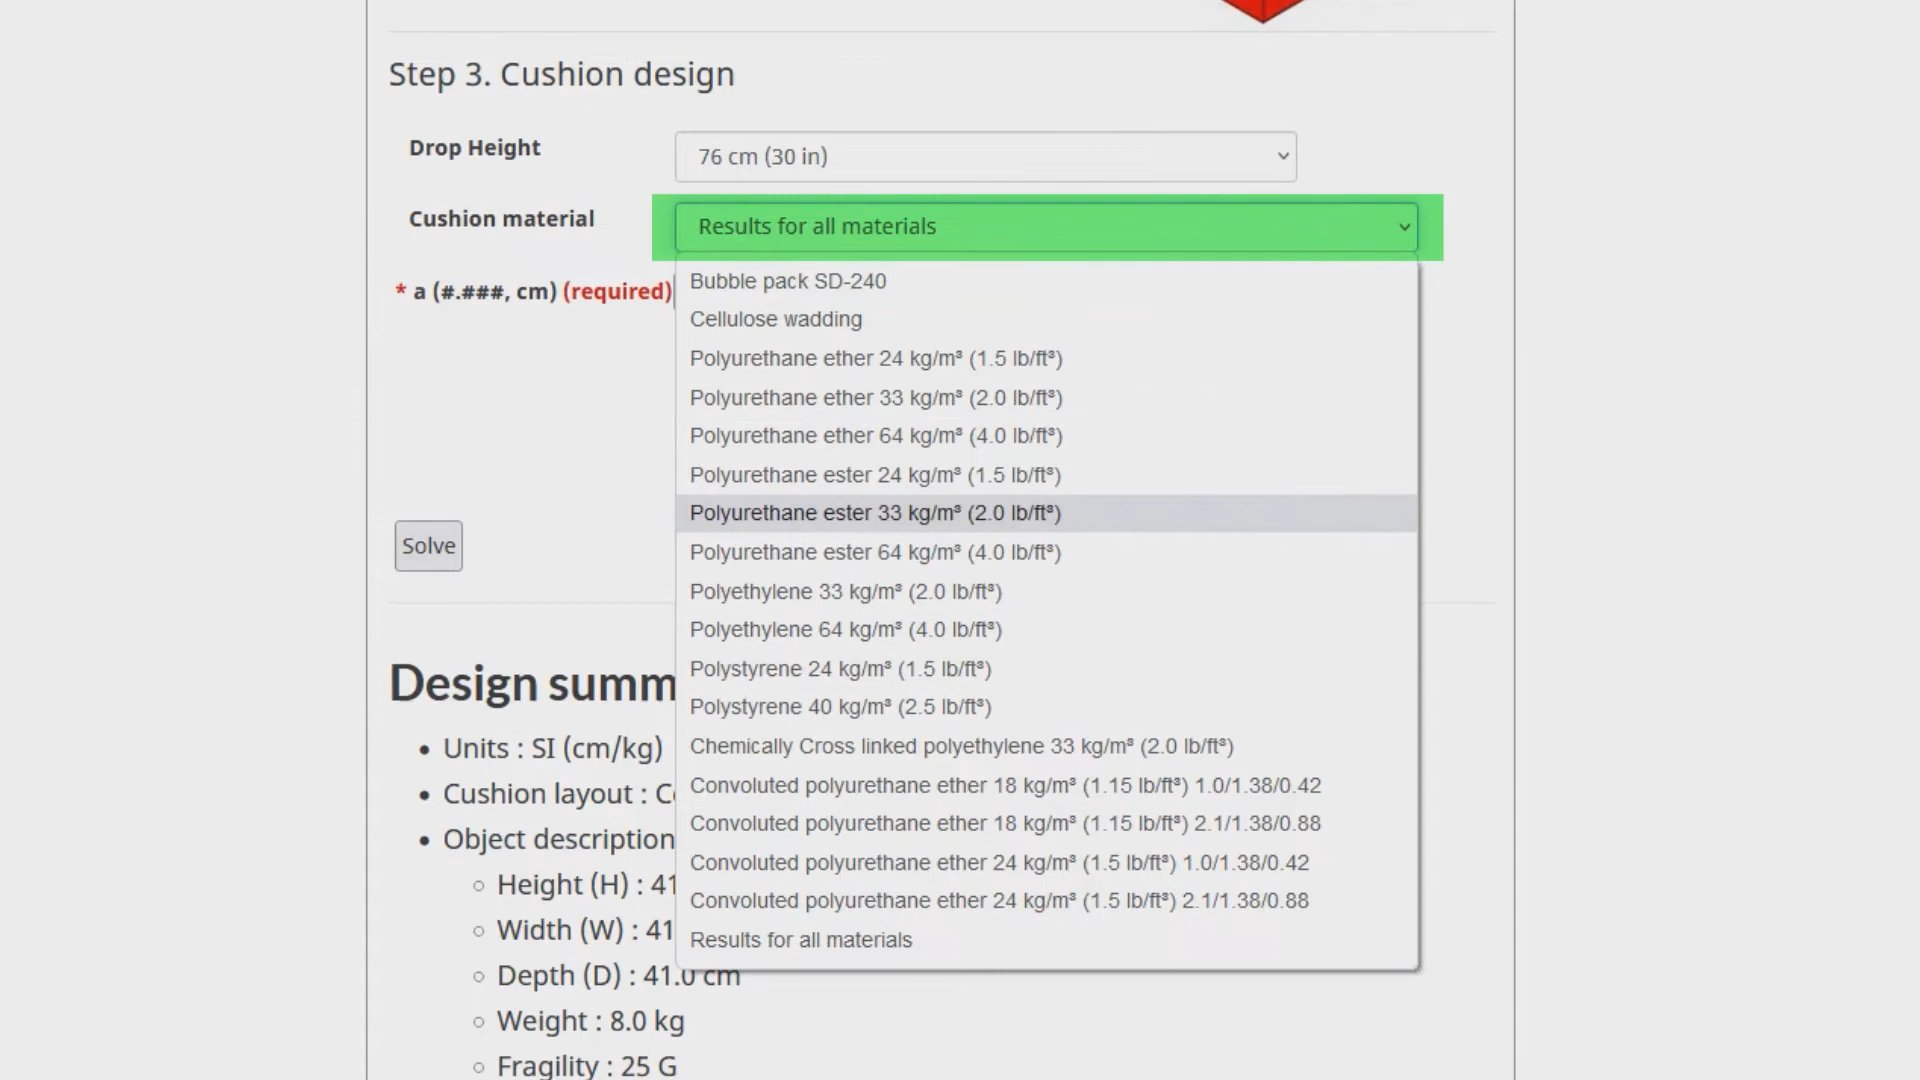 Step 3. Cushion design
Drop Height
76 cm (30 in)
Cushion material
Results for all materials
* a (#.###, cm) (required)
Bubble pack SD-240
Cellulose wadding
Polyurethane ether 24 kg/m³ (1.5 lb/ft³)
Polyurethane ether 33 kg/m³ (2.0 lb/ft³)
Polyurethane ether 64 kg/m³ (4.0 lb/ft³)
Polyurethane ester 24 kg/m³ (1.5 lb/ft³)
Polyurethane ester 33 kg/m³ (2.0 lb/ft³)
Polyurethane ester 64 kg/m³ (4.0 lb/ft³)
Polyethylene 33 kg/m³ (2.0 lb/ft³)
Polyethylene 64 kg/m³ (4.0 lb/ft³)
Polystyrene 24 kg/m³ (1.5 lb/ft³)
Polystyrene 40 kg/m³ (2.5 lb/ft³)
Chemically Cross linked polyethylene 33 kg/m³ (2.0 lb/ft³)
Convoluted polyurethane ether 18 kg/m³ (1.15 lb/ft³) 1.0/1.38/0.42
Convoluted polyurethane ether 18 kg/m³ (1.15 lb/ft³) 2.1/1.38/0.88
Convoluted polyurethane ether 24 kg/m³ (1.5 lb/ft³) 1.0/1.38/0.42
Convoluted polyurethane ether 24 kg/m³ (1.5 lb/ft³) 2.1/1.38/0.88
Results for all materials
Solve
Design summ
Units : SI (cm/kg)
Cushion layout : C
Object description
Height (H) : 41
Width (W) : 41
Depth (D) : 41.0 cm
Weight : 8.0 kg
Fragility : 25 G